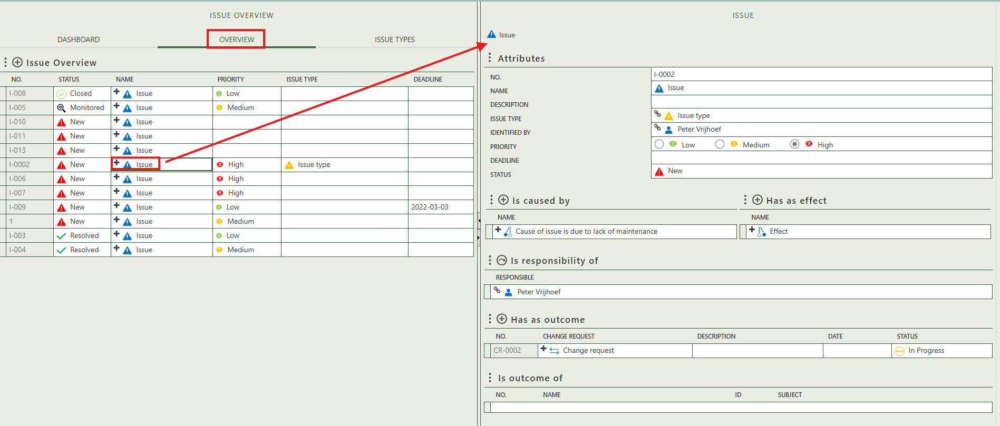 ISSUE OVERVIEW
DASHBOARD OVERVIEW ISSUE TYPES
Issue Overview
NO. STATUS NAME PRIORITY ISSUE TYPE DEADLINE
I-008 Closed Issue Low
I-005 Monitored Issue Medium
I-010 New Issue
I-011 New Issue
I-013 New Issue
I-0002 New Issue High Issue type
I-006 New Issue High
I-007 New Issue High
I-009 New Issue Low 2022-03-03
1 New Issue Medium
I-003 Resolved Issue Low
I-004 Resolved Issue Medium
ISSUE
Issue
Attributes
NO. I-0002
NAME Issue
DESCRIPTION
ISSUE TYPE Issue type
IDENTIFIED BY Peter Vrijhoef
PRIORITY Low Medium High
DEADLINE
STATUS New
Is caused by
NAME
Cause of issue is due to lack of maintenance
Has as effect
NAME
Effect
Is responsibility of
RESPONSIBLE
Peter Vrijhoef
Has as outcome
NO. CHANGE REQUEST DESCRIPTION DATE STATUS
CR-0002 Change request In Progress
Is outcome of
NO. NAME ID SUBJECT